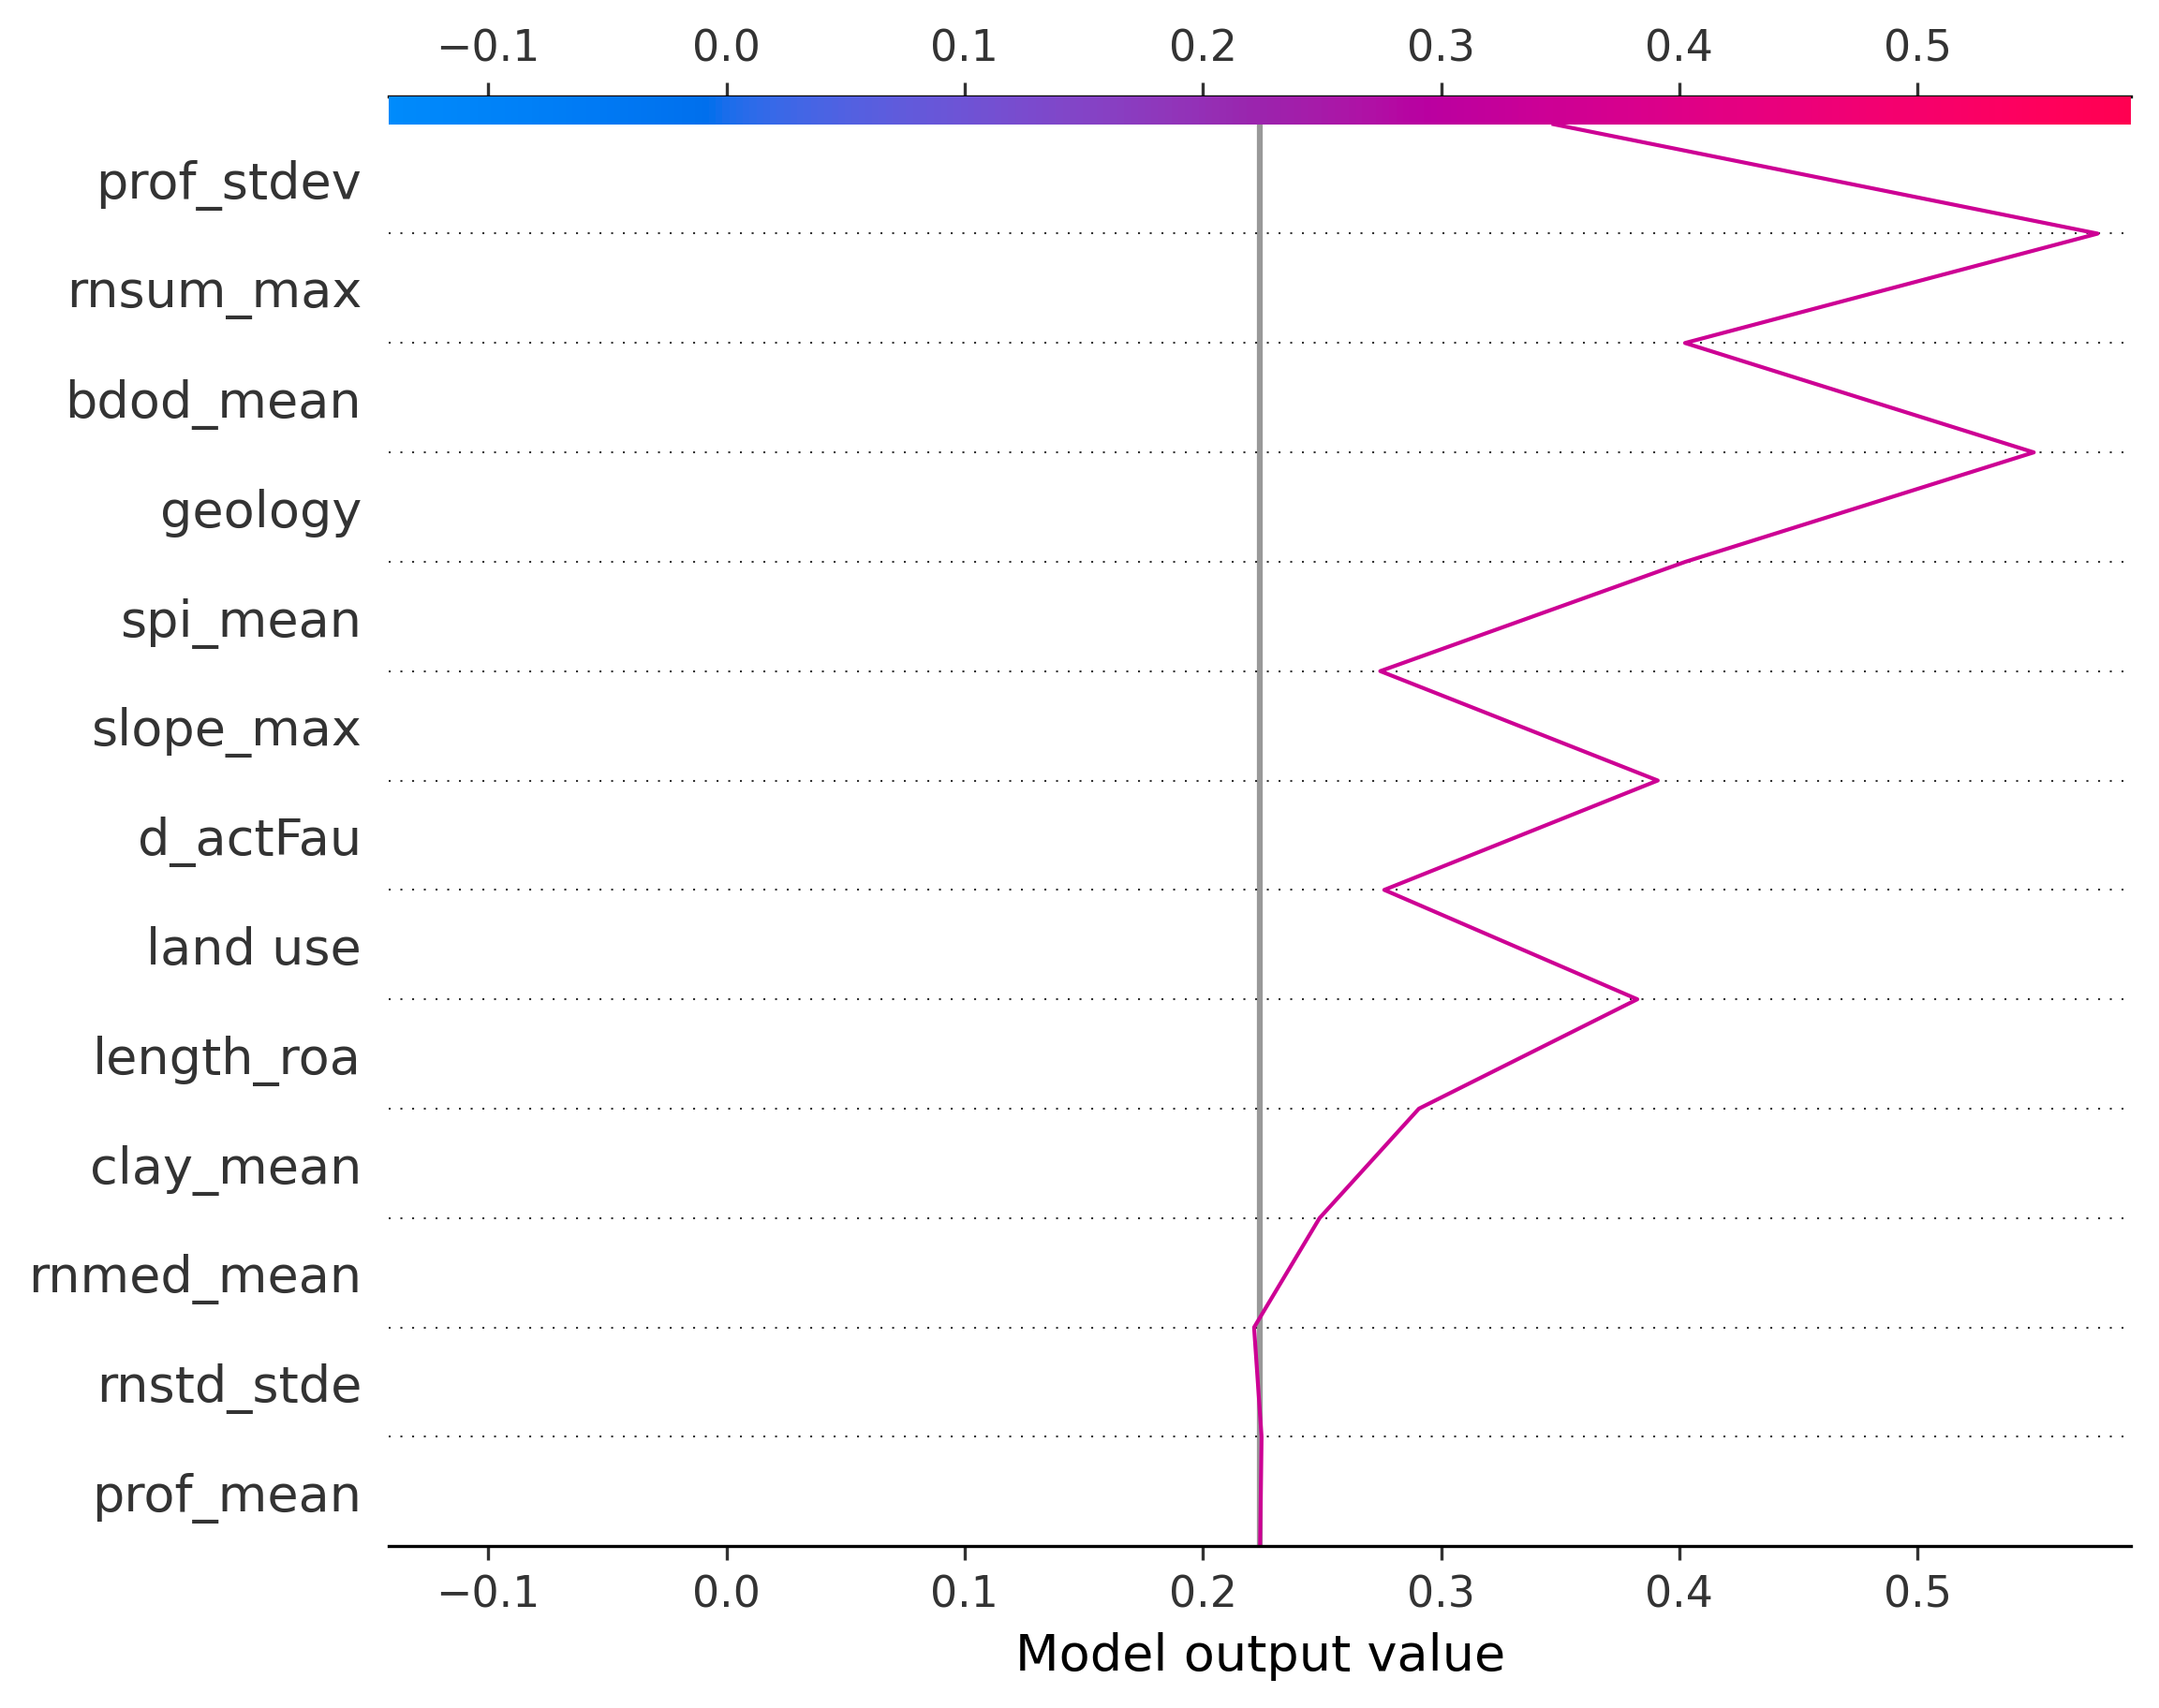 −0.1 0.0 0.1 0.2 0.3 0.4 0.5
prof_stdev
rnsum_max
bdod_mean
geology
spi_mean
slope_max
d_actFau
land use
length_roa
clay_mean
rnmed_mean
rnstd_stde
prof_mean
−0.1 0.0 0.1 0.2 0.3 0.4 0.5
Model output value